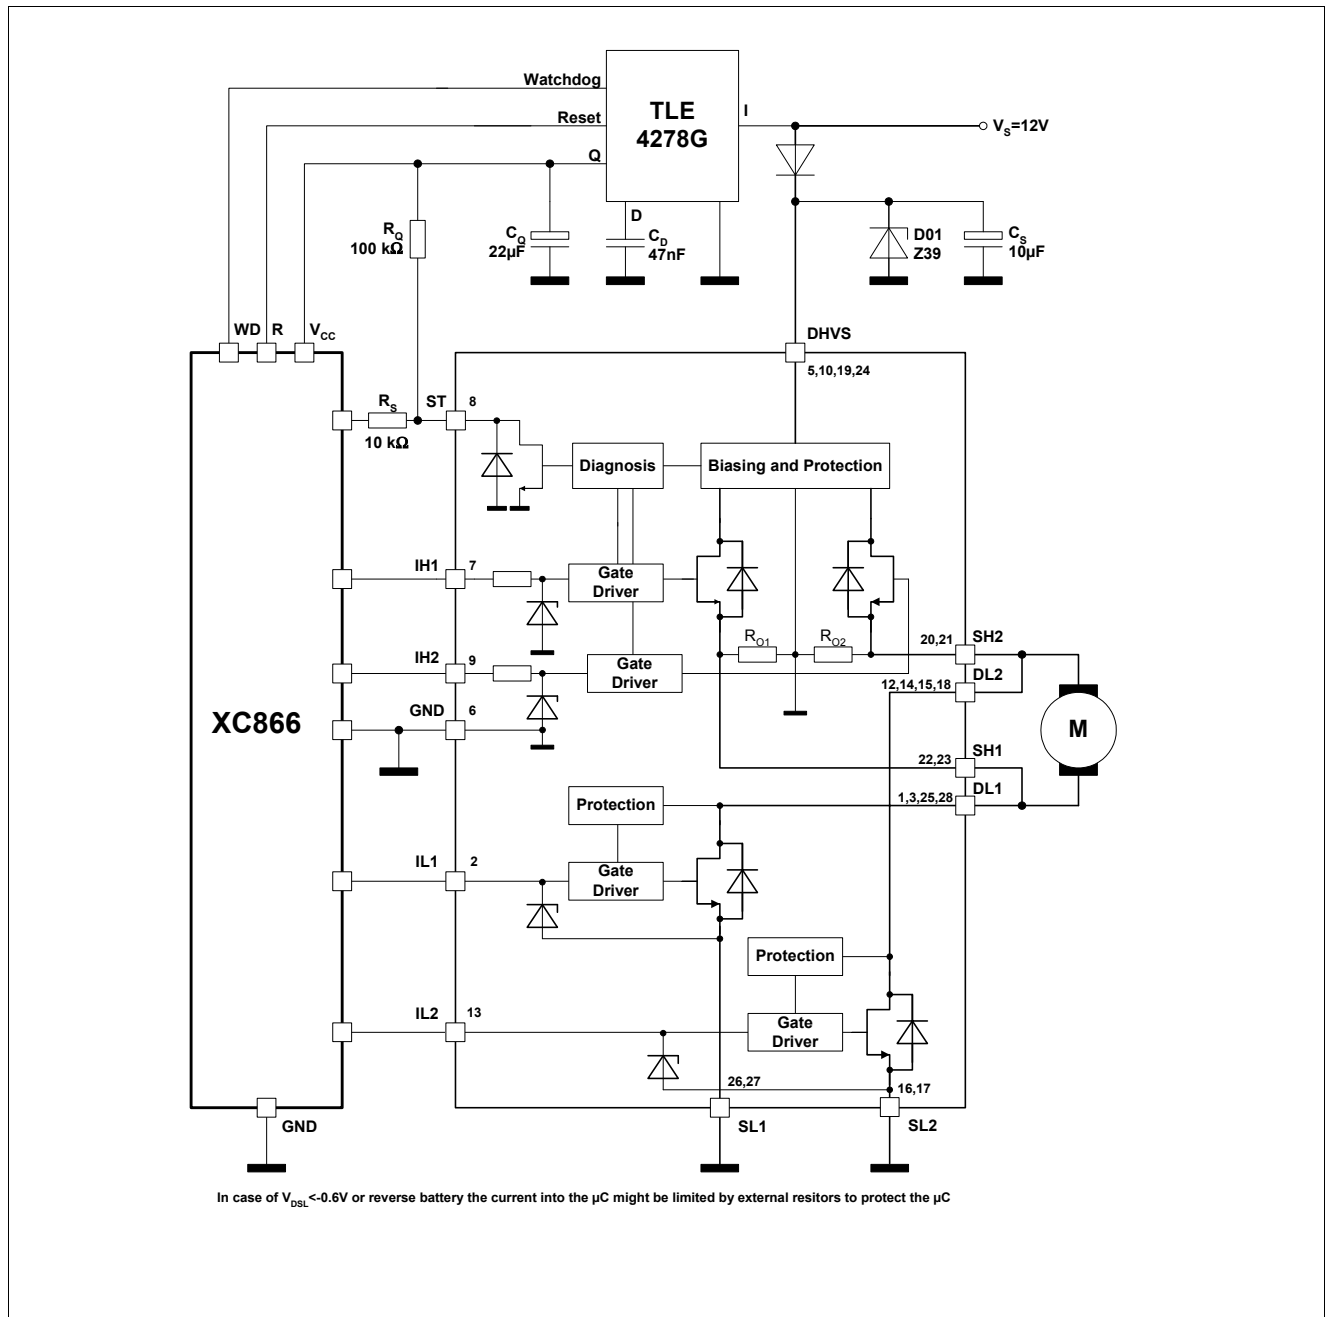 Watchdog
TLE
4278G
I
Reset
V_S=12V
Q
D
R_Q
100 kΩ
C_Q
22µF
C_D
47nF
D01
Z39
C_S
10µF
WD R V_CC
DHVS
5,10,19,24
R_S
10 kΩ
ST 8
Diagnosis
Biasing and Protection
IH1 7
Gate
Driver
R_O1
R_O2
20,21
SH2
IH2 9
Gate
Driver
12,14,15,18
DL2
GND 6
XC866
M
SH1
22,23
DL1
1,3,25,28
Protection
IL1 2
Gate
Driver
Protection
IL2 13
Gate
Driver
26,27
16,17
GND
SL1
SL2
In case of V_DSL<-0.6V or reverse battery the current into the µC might be limited by external resitors to protect the µC